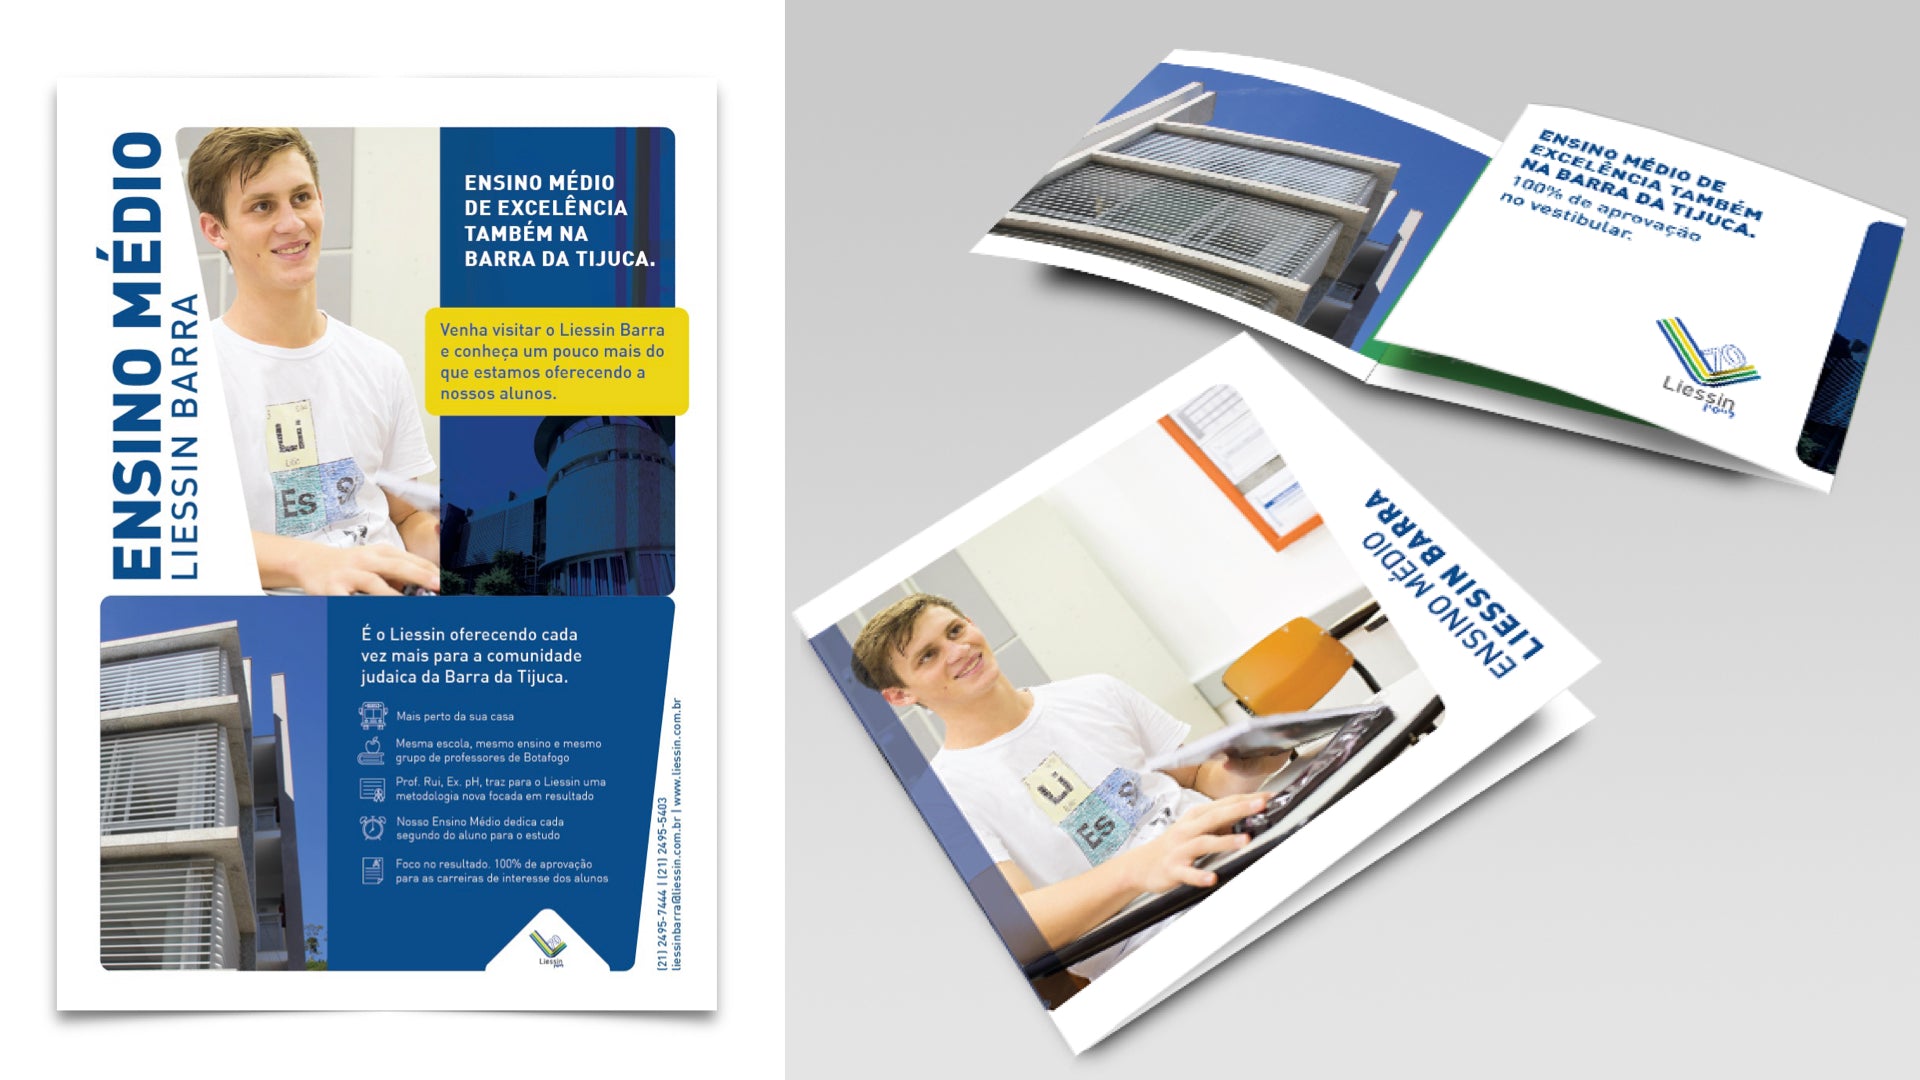 ENSINO MÉDIO
LIESSIN BARRA
ENSINO MÉDIO
DE EXCELÊNCIA
TAMBÉM NA
BARRA DA TIJUCA.
Venha visitar o Liessin Barra
e conheça um pouco mais do
que estamos oferecendo a
nossos alunos.
Li
Es
S
É o Liessin oferecendo cada
vez mais para a comunidade
judaica da Barra da Tijuca.
Mais perto da sua casa
Mesma escola, mesmo ensino e mesmo
grupo de professores de Botafogo
Prof. Rui, Ex. pH, traz para o Liessin uma
metodologia nova focada em resultado
Nosso Ensino Médio dedica cada
segundo do aluno para o estudo
Foco no resultado. 100% de aprovação
para as carreiras de interesse dos alunos
(21) 2495-7444 | (21) 2495-5403
liessinbarra@liessin.com.br | www.liessin.com.br
70
Liessin
ENSINO MÉDIO DE
EXCELÊNCIA TAMBÉM
NA BARRA DA TIJUCA.
100% de aprovação
no vestibular.
70
Liessin
ENSINO MÉDIO
LIESSIN BARRA
Li
Es
S